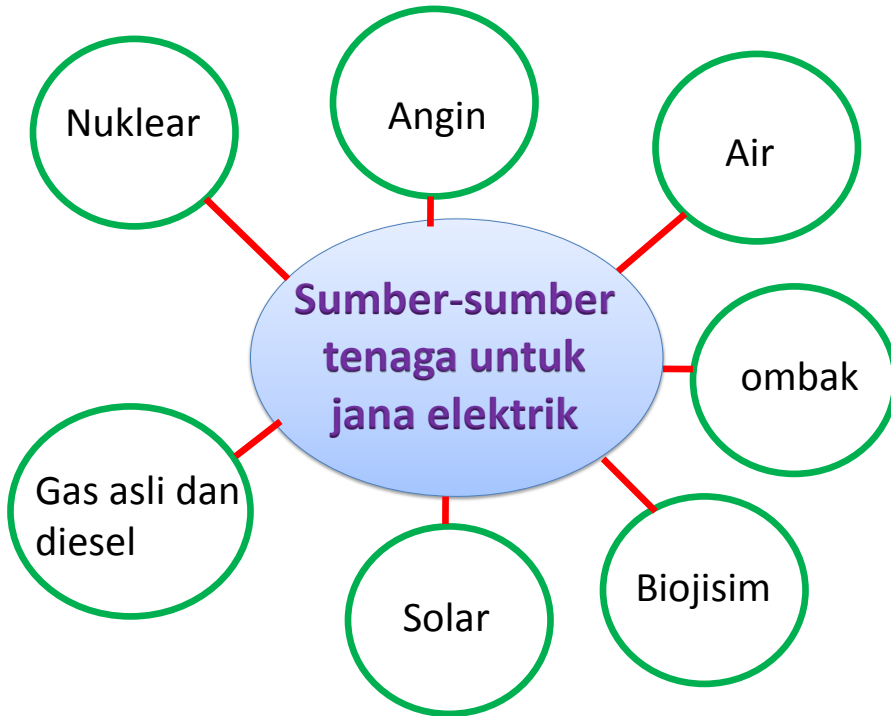 Nuklear
Angin
Air
Sumber-sumber
tenaga untuk
jana elektrik
ombak
Gas asli dan
diesel
Solar
Biojisim